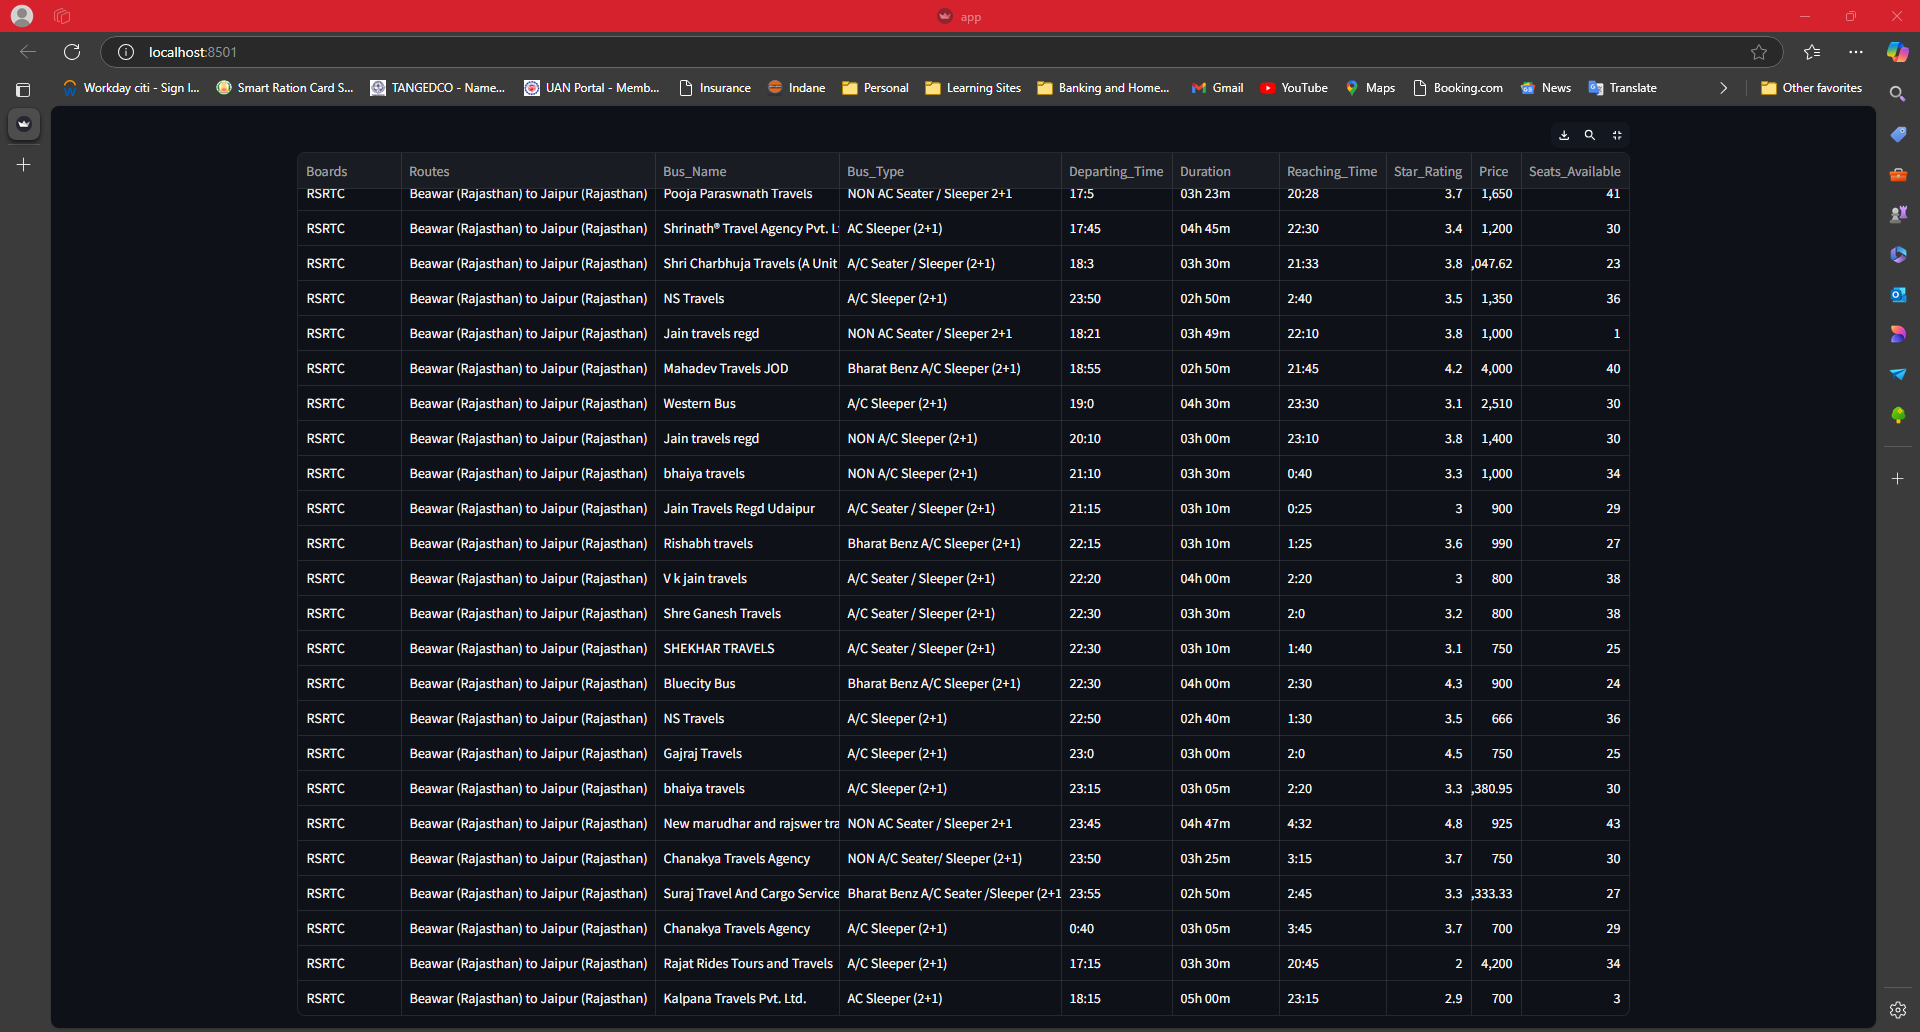 app
localhost:8501
Workday citi - Sign I... Smart Ration Card S... TANGEDCO - Name... UAN Portal - Memb... Insurance Indane Personal Learning Sites Banking and Home... Gmail YouTube Maps Booking.com News Translate Other favorites
Boards Routes Bus_Name Bus_Type Departing_Time Duration Reaching_Time Star_Rating Price Seats_Available
RSRTC Beawar (Rajasthan) to Jaipur (Rajasthan) Pooja Paraswnath Travels NON AC Seater / Sleeper 2+1 17:5 03h 23m 20:28 3.7 1,650 41
RSRTC Beawar (Rajasthan) to Jaipur (Rajasthan) Shrinath® Travel Agency Pvt. L AC Sleeper (2+1) 17:45 04h 45m 22:30 3.4 1,200 30
RSRTC Beawar (Rajasthan) to Jaipur (Rajasthan) Shri Charbhuja Travels (A Unit A/C Seater / Sleeper (2+1) 18:3 03h 30m 21:33 3.8 ,047.62 23
RSRTC Beawar (Rajasthan) to Jaipur (Rajasthan) NS Travels A/C Sleeper (2+1) 23:50 02h 50m 2:40 3.5 1,350 36
RSRTC Beawar (Rajasthan) to Jaipur (Rajasthan) Jain travels regd NON AC Seater / Sleeper 2+1 18:21 03h 49m 22:10 3.8 1,000 1
RSRTC Beawar (Rajasthan) to Jaipur (Rajasthan) Mahadev Travels JOD Bharat Benz A/C Sleeper (2+1) 18:55 02h 50m 21:45 4.2 4,000 40
RSRTC Beawar (Rajasthan) to Jaipur (Rajasthan) Western Bus A/C Sleeper (2+1) 19:0 04h 30m 23:30 3.1 2,510 30
RSRTC Beawar (Rajasthan) to Jaipur (Rajasthan) Jain travels regd NON A/C Sleeper (2+1) 20:10 03h 00m 23:10 3.8 1,400 30
RSRTC Beawar (Rajasthan) to Jaipur (Rajasthan) bhaiya travels NON A/C Sleeper (2+1) 21:10 03h 30m 0:40 3.3 1,000 34
RSRTC Beawar (Rajasthan) to Jaipur (Rajasthan) Jain Travels Regd Udaipur A/C Seater / Sleeper (2+1) 21:15 03h 10m 0:25 3 900 29
RSRTC Beawar (Rajasthan) to Jaipur (Rajasthan) Rishabh travels Bharat Benz A/C Sleeper (2+1) 22:15 03h 10m 1:25 3.6 990 27
RSRTC Beawar (Rajasthan) to Jaipur (Rajasthan) V k jain travels A/C Seater / Sleeper (2+1) 22:20 04h 00m 2:20 3 800 38
RSRTC Beawar (Rajasthan) to Jaipur (Rajasthan) Shre Ganesh Travels A/C Seater / Sleeper (2+1) 22:30 03h 30m 2:0 3.2 800 38
RSRTC Beawar (Rajasthan) to Jaipur (Rajasthan) SHEKHAR TRAVELS A/C Seater / Sleeper (2+1) 22:30 03h 10m 1:40 3.1 750 25
RSRTC Beawar (Rajasthan) to Jaipur (Rajasthan) Bluecity Bus Bharat Benz A/C Sleeper (2+1) 22:30 04h 00m 2:30 4.3 900 24
RSRTC Beawar (Rajasthan) to Jaipur (Rajasthan) NS Travels A/C Sleeper (2+1) 22:50 02h 40m 1:30 3.5 666 36
RSRTC Beawar (Rajasthan) to Jaipur (Rajasthan) Gajraj Travels A/C Sleeper (2+1) 23:0 03h 00m 2:0 4.5 750 25
RSRTC Beawar (Rajasthan) to Jaipur (Rajasthan) bhaiya travels A/C Sleeper (2+1) 23:15 03h 05m 2:20 3.3 ,380.95 30
RSRTC Beawar (Rajasthan) to Jaipur (Rajasthan) New marudhar and rajswer tra NON AC Seater / Sleeper 2+1 23:45 04h 47m 4:32 4.8 925 43
RSRTC Beawar (Rajasthan) to Jaipur (Rajasthan) Chanakya Travels Agency NON A/C Seater/ Sleeper (2+1) 23:50 03h 25m 3:15 3.7 750 30
RSRTC Beawar (Rajasthan) to Jaipur (Rajasthan) Suraj Travel And Cargo Service Bharat Benz A/C Seater /Sleeper (2+1 23:55 02h 50m 2:45 3.3 ,333.33 27
RSRTC Beawar (Rajasthan) to Jaipur (Rajasthan) Chanakya Travels Agency A/C Sleeper (2+1) 0:40 03h 05m 3:45 3.7 700 29
RSRTC Beawar (Rajasthan) to Jaipur (Rajasthan) Rajat Rides Tours and Travels A/C Sleeper (2+1) 17:15 03h 30m 20:45 2 4,200 34
RSRTC Beawar (Rajasthan) to Jaipur (Rajasthan) Kalpana Travels Pvt. Ltd. AC Sleeper (2+1) 18:15 05h 00m 23:15 2.9 700 3